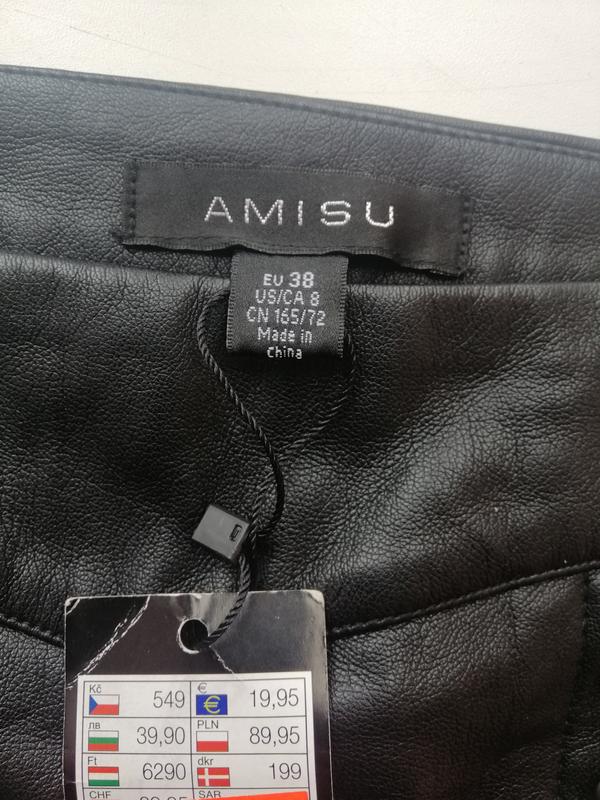 AMISU
EU 38
US/CA 8
CN 165/72
Made in
China
Kč 549 € 19,95
лв 39,90 PLN 89,95
Ft 6290 dkr 199
CHF SAR